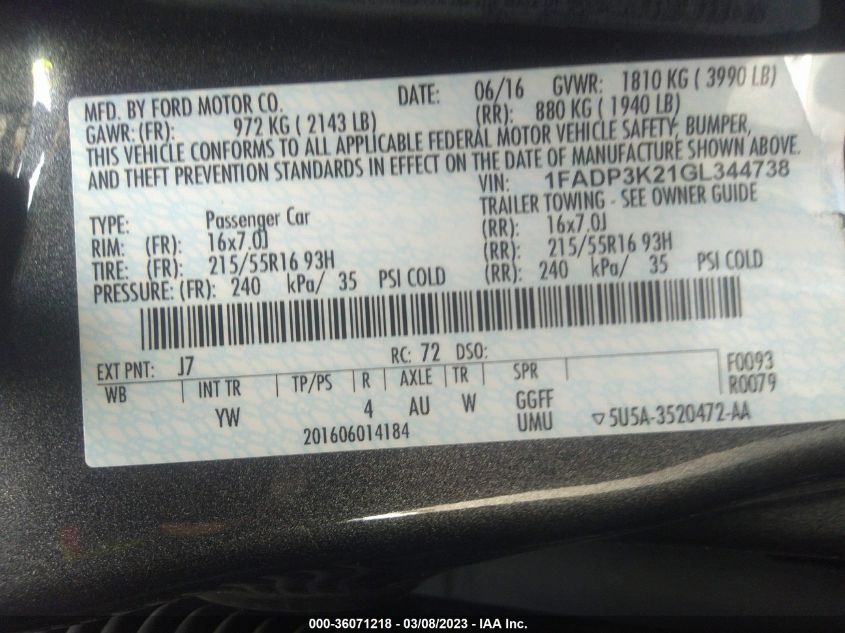 MFD. BY FORD MOTOR CO. DATE: 06/16 GVWR: 1810 KG ( 3990 LB)
GAWR: (FR): 972 KG ( 2143 LB) (RR): 880 KG ( 1940 LB)
THIS VEHICLE CONFORMS TO ALL APPLICABLE FEDERAL MOTOR VEHICLE SAFETY, BUMPER,
AND THEFT PREVENTION STANDARDS IN EFFECT ON THE DATE OF MANUFACTURE SHOWN ABOVE.
VIN: 1FADP3K21GL344738
TRAILER TOWING - SEE OWNER GUIDE
TYPE: Passenger Car
RIM: (FR): 16x7.0J (RR): 16x7.0J
TIRE: (FR): 215/55R16 93H (RR): 215/55R16 93H
PRESSURE: (FR): 240 kPa/ 35 PSI COLD (RR): 240 kPa/ 35 PSI COLD
EXT PNT: J7 RC: 72 DSO:
WB INT TR TP/PS R AXLE TR SPR F0093
R0079
YW 4 AU W GGFF
UMU
201606014184 ▽5U5A-3520472-AA
000-36071218 - 03/08/2023 - IAA Inc.